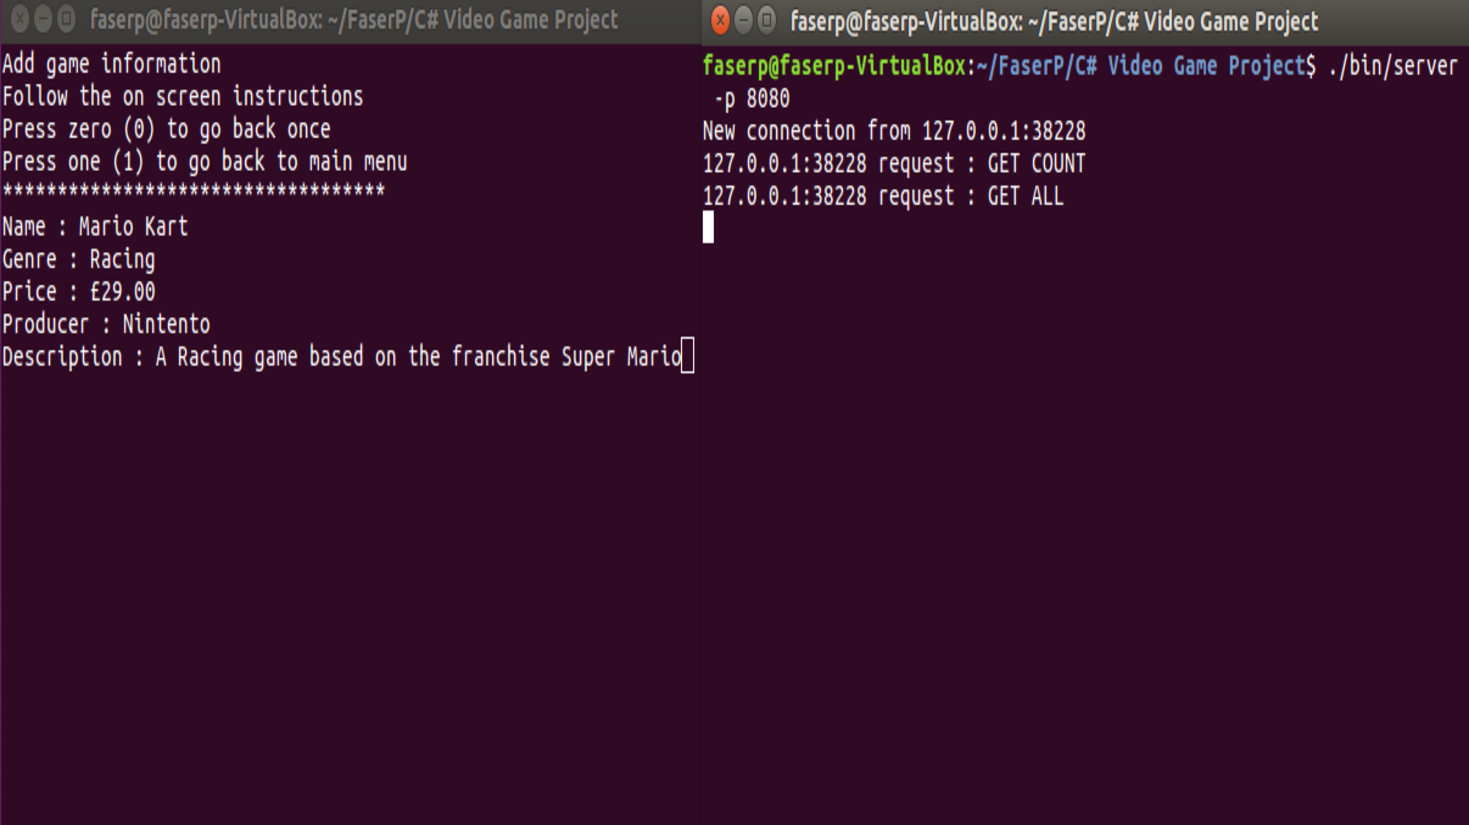 faserp@faserp-VirtualBox: ~/FaserP/C# Video Game Project
Add game information
Follow the on screen instructions
Press zero (0) to go back once
Press one (1) to go back to main menu
***********************************
Name : Mario Kart
Genre : Racing
Price : £29.00
Producer : Nintento
Description : A Racing game based on the franchise Super Mario
faserp@faserp-VirtualBox: ~/FaserP/C# Video Game Project
faserp@faserp-VirtualBox:~/FaserP/C# Video Game Project$ ./bin/server
-p 8080
New connection from 127.0.0.1:38228
127.0.0.1:38228 request : GET COUNT
127.0.0.1:38228 request : GET ALL